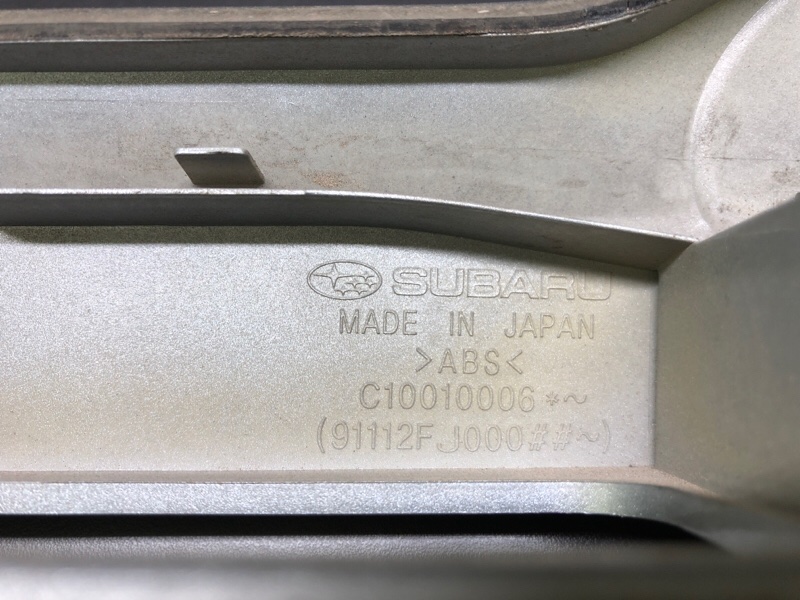 SUBARU
MADE IN JAPAN
>ABS<
C10010006*~
(91112FJ000##~)